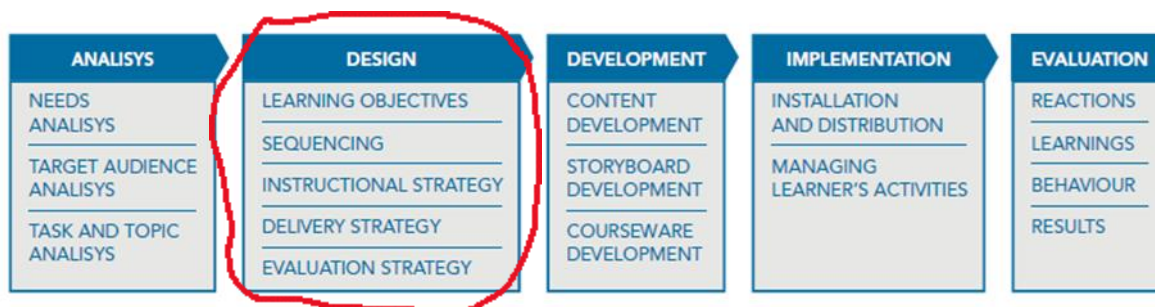 ANALISYS
NEEDS
ANALISYS
TARGET AUDIENCE
ANALISYS
TASK AND TOPIC
ANALISYS
DESIGN
LEARNING OBJECTIVES
SEQUENCING
INSTRUCTIONAL STRATEGY
DELIVERY STRATEGY
EVALUATION STRATEGY
DEVELOPMENT
CONTENT
DEVELOPMENT
STORYBOARD
DEVELOPMENT
COURSEWARE
DEVELOPMENT
IMPLEMENTATION
INSTALLATION
AND DISTRIBUTION
MANAGING
LEARNER'S ACTIVITIES
EVALUATION
REACTIONS
LEARNINGS
BEHAVIOUR
RESULTS